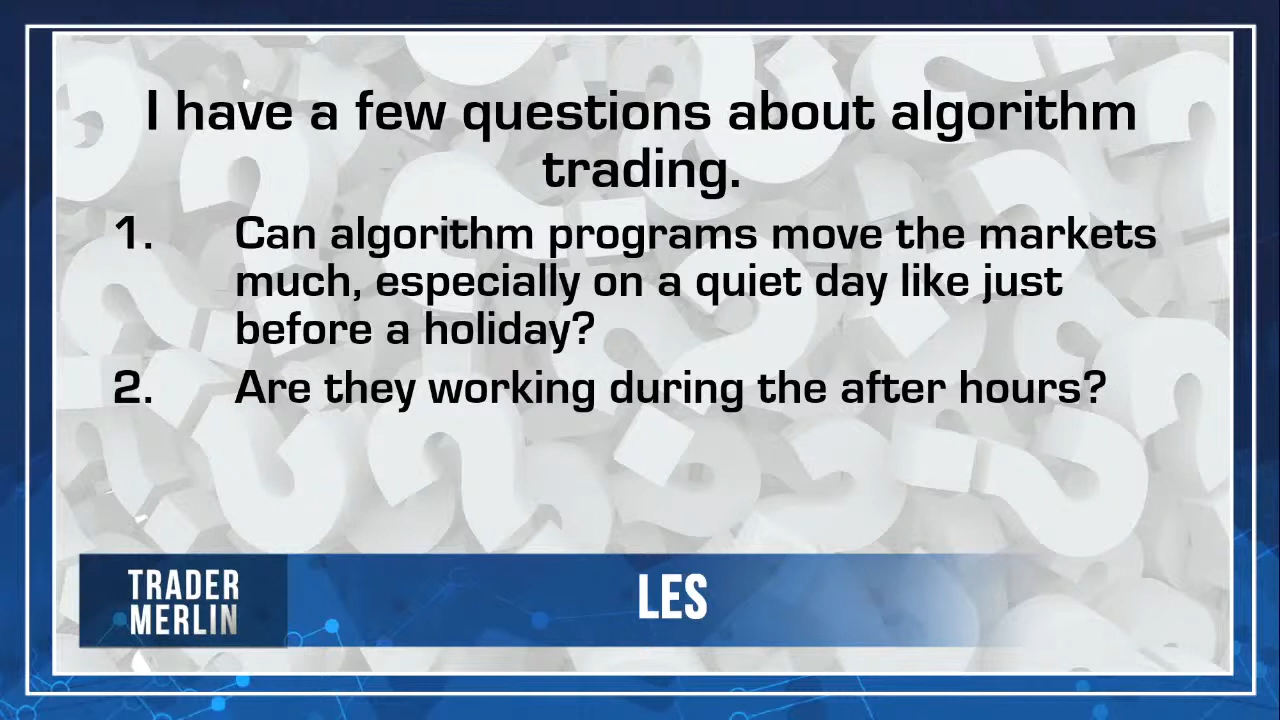 I have a few questions about algorithm
trading.
1. Can algorithm programs move the markets
much, especially on a quiet day like just
before a holiday?
2. Are they working during the after hours?
TRADER
MERLIN
LES